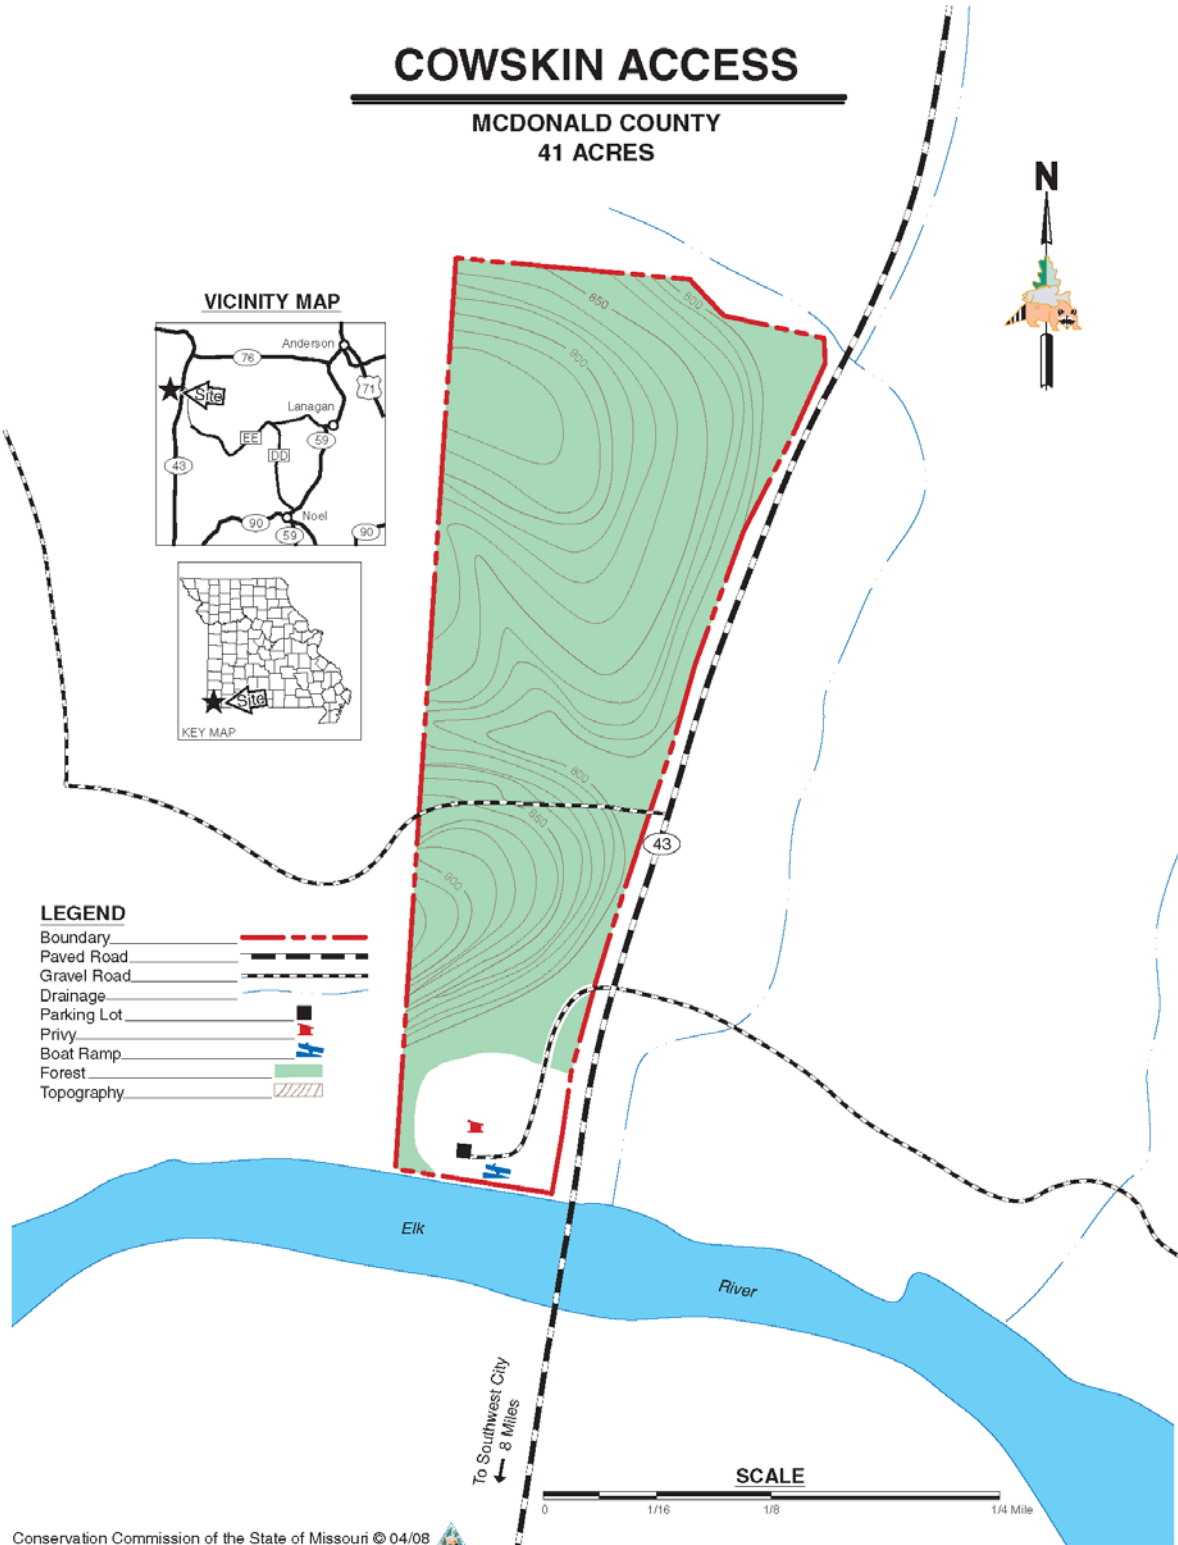 COWSKIN ACCESS
MCDONALD COUNTY
41 ACRES
N
VICINITY MAP
Anderson
76
71
Site
Lanagan
EE
59
DD
43
Noel
90
59
90
Site
KEY MAP
850
800
900
800
850
900
43
LEGEND
Boundary
Paved Road
Gravel Road
Drainage
Parking Lot
Privy
Boat Ramp
Forest
Topography
Elk
River
To Southwest City
8 Miles
SCALE
0 1/16 1/8 1/4 Mile
Conservation Commission of the State of Missouri © 04/08